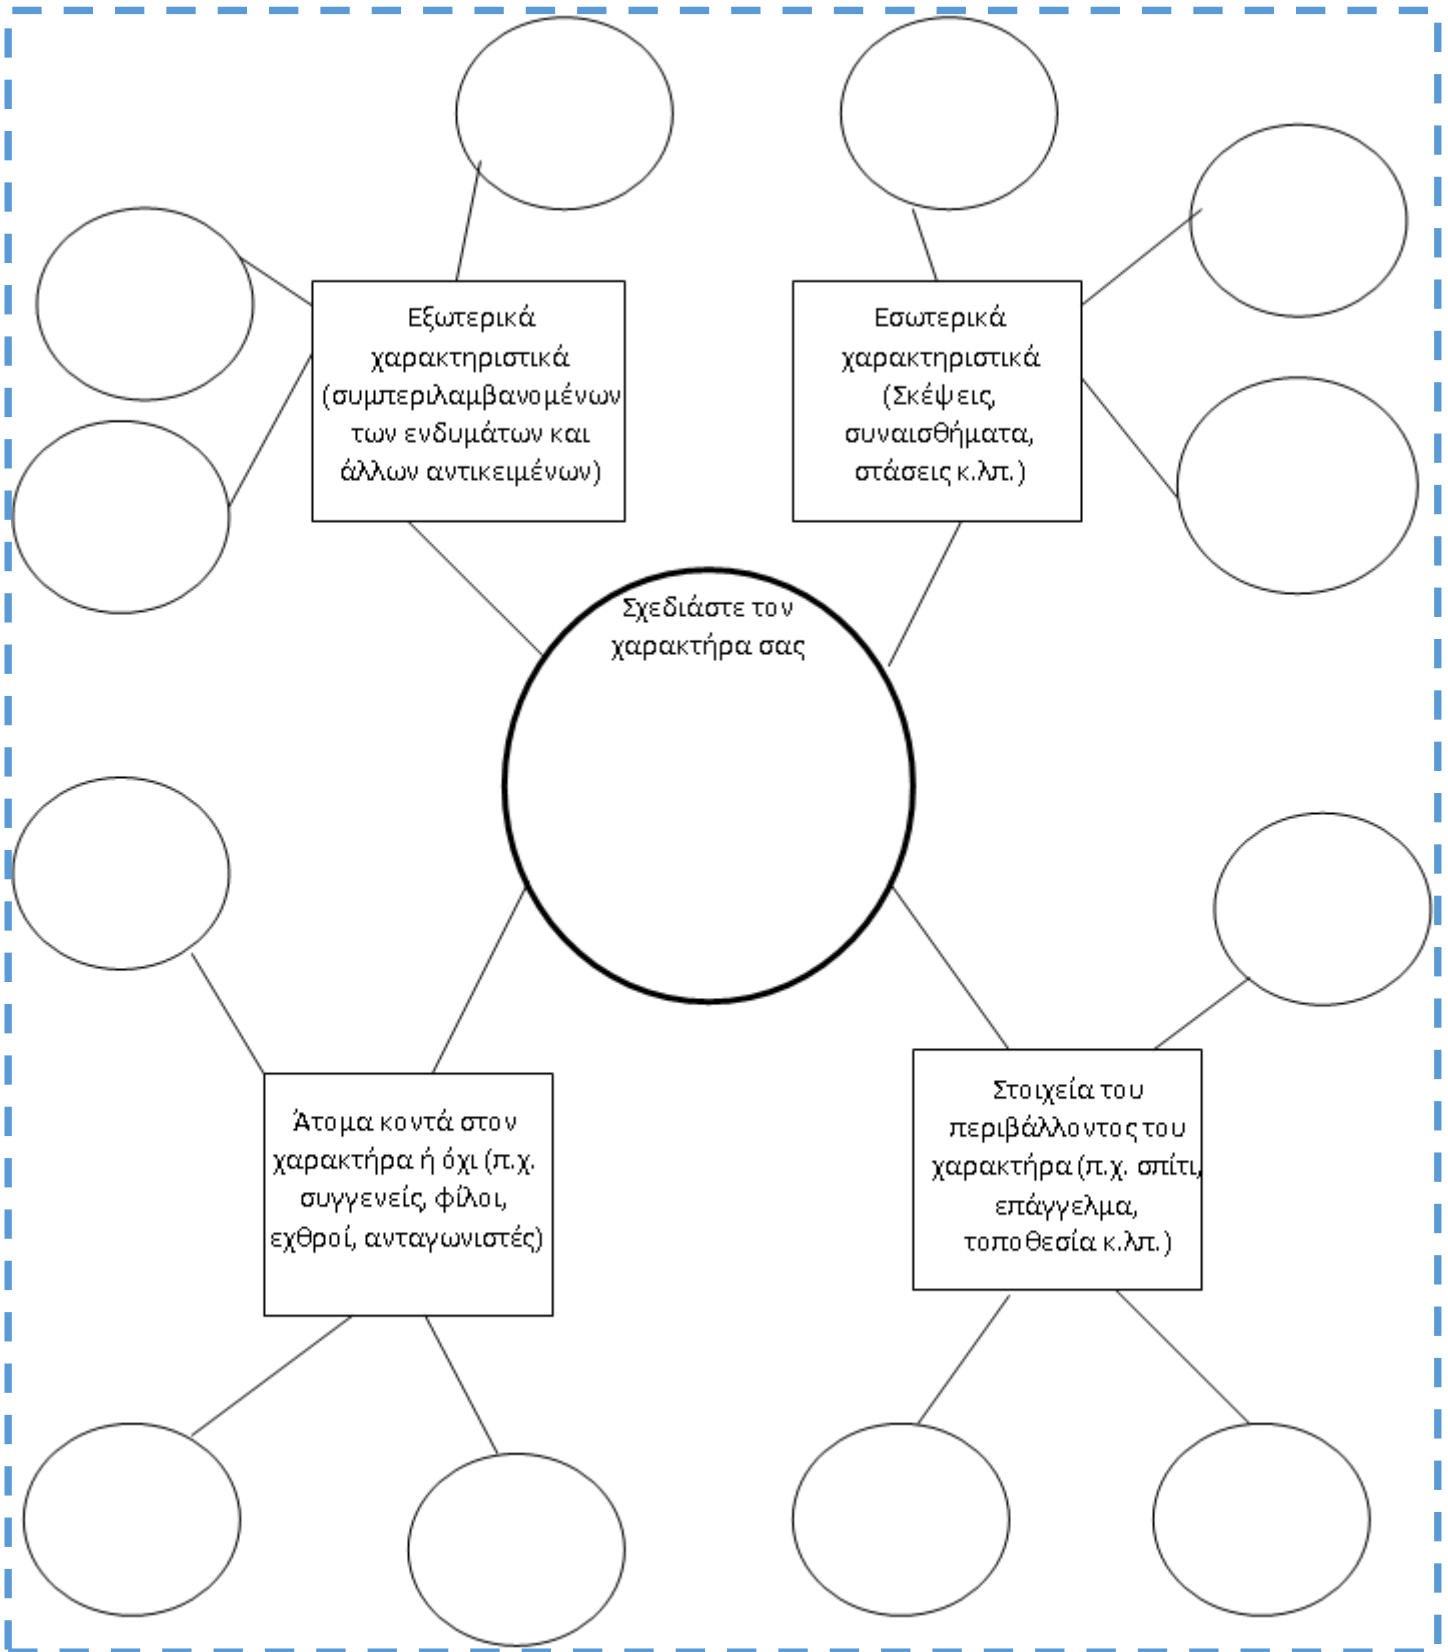 Εξωτερικά
χαρακτηριστικά
(συμπεριλαμβανομένων
των ενδυμάτων και
άλλων αντικειμένων)
Εσωτερικά
χαρακτηριστικά
(Σκέψεις,
συναισθήματα,
στάσεις κ.λπ.)
Σχεδιάστε τον
χαρακτήρα σας
Άτομα κοντά στον
χαρακτήρα ή όχι (π.χ.
συγγενείς, φίλοι,
εχθροί, ανταγωνιστές)
Στοιχεία του
περιβάλλοντος του
χαρακτήρα (π.χ. σπίτι,
επάγγελμα,
τοποθεσία κ.λπ.)